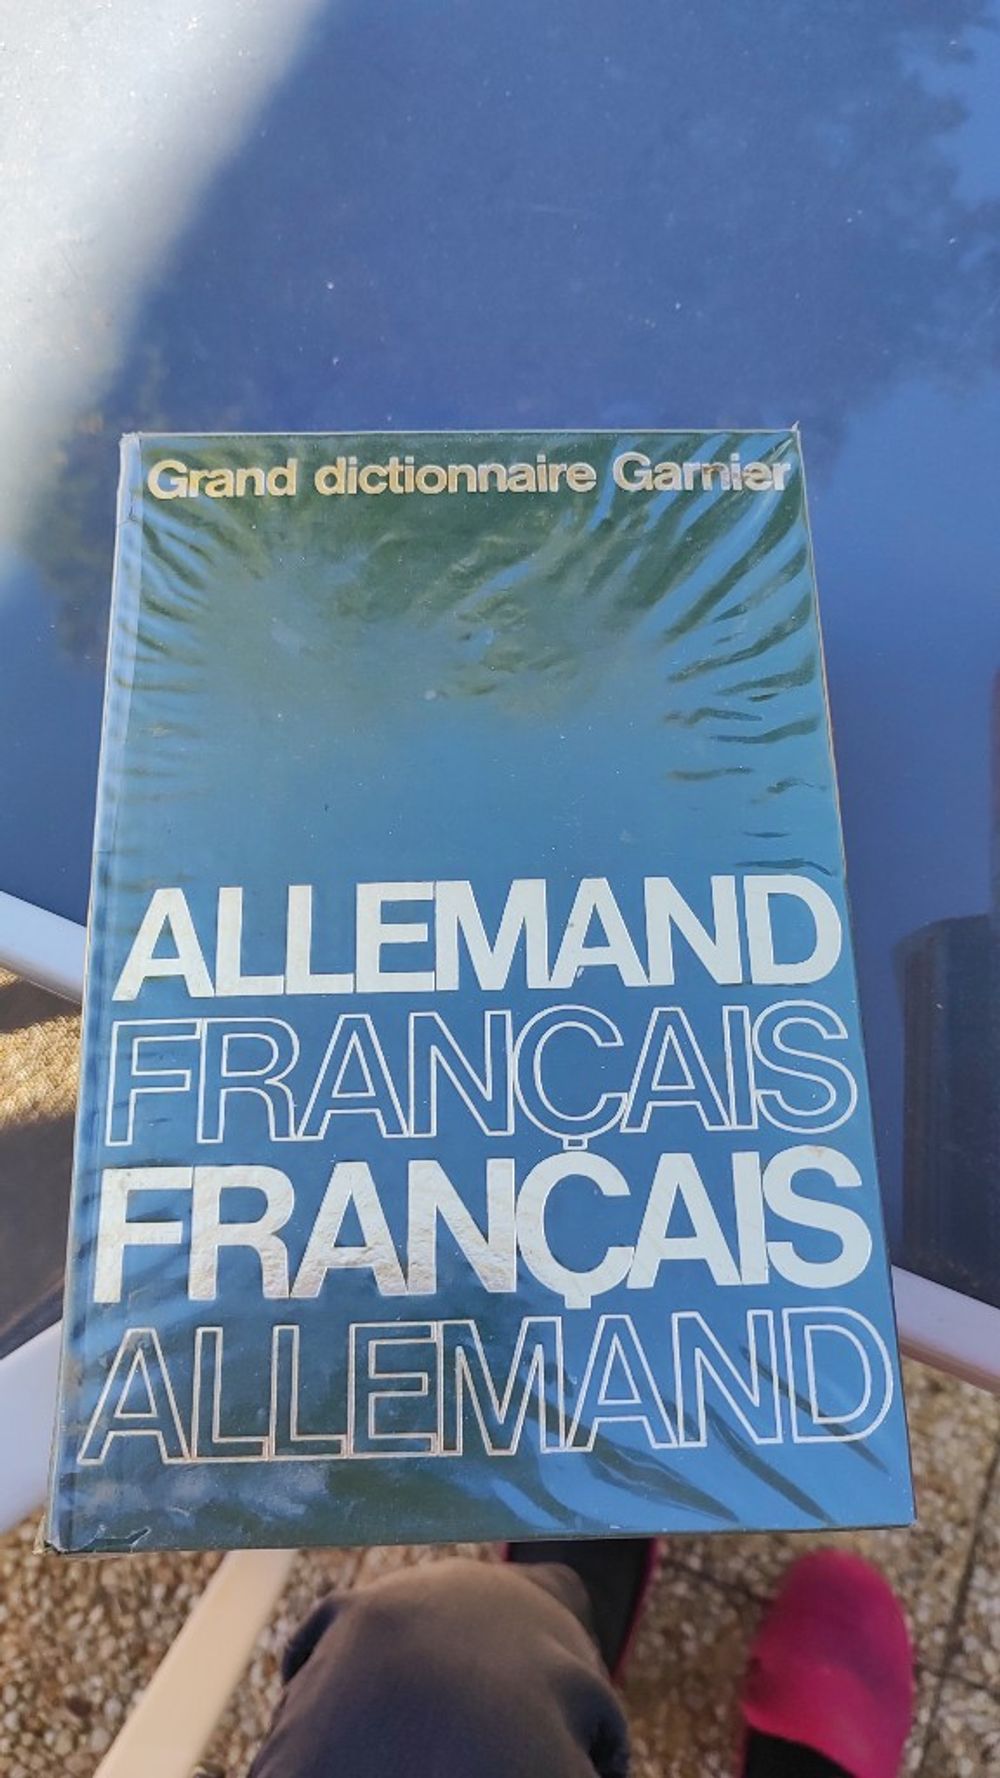 Grand dictionnaire Garnier
ALLEMAND
FRANÇAIS
FRANÇAIS
ALLEMAND